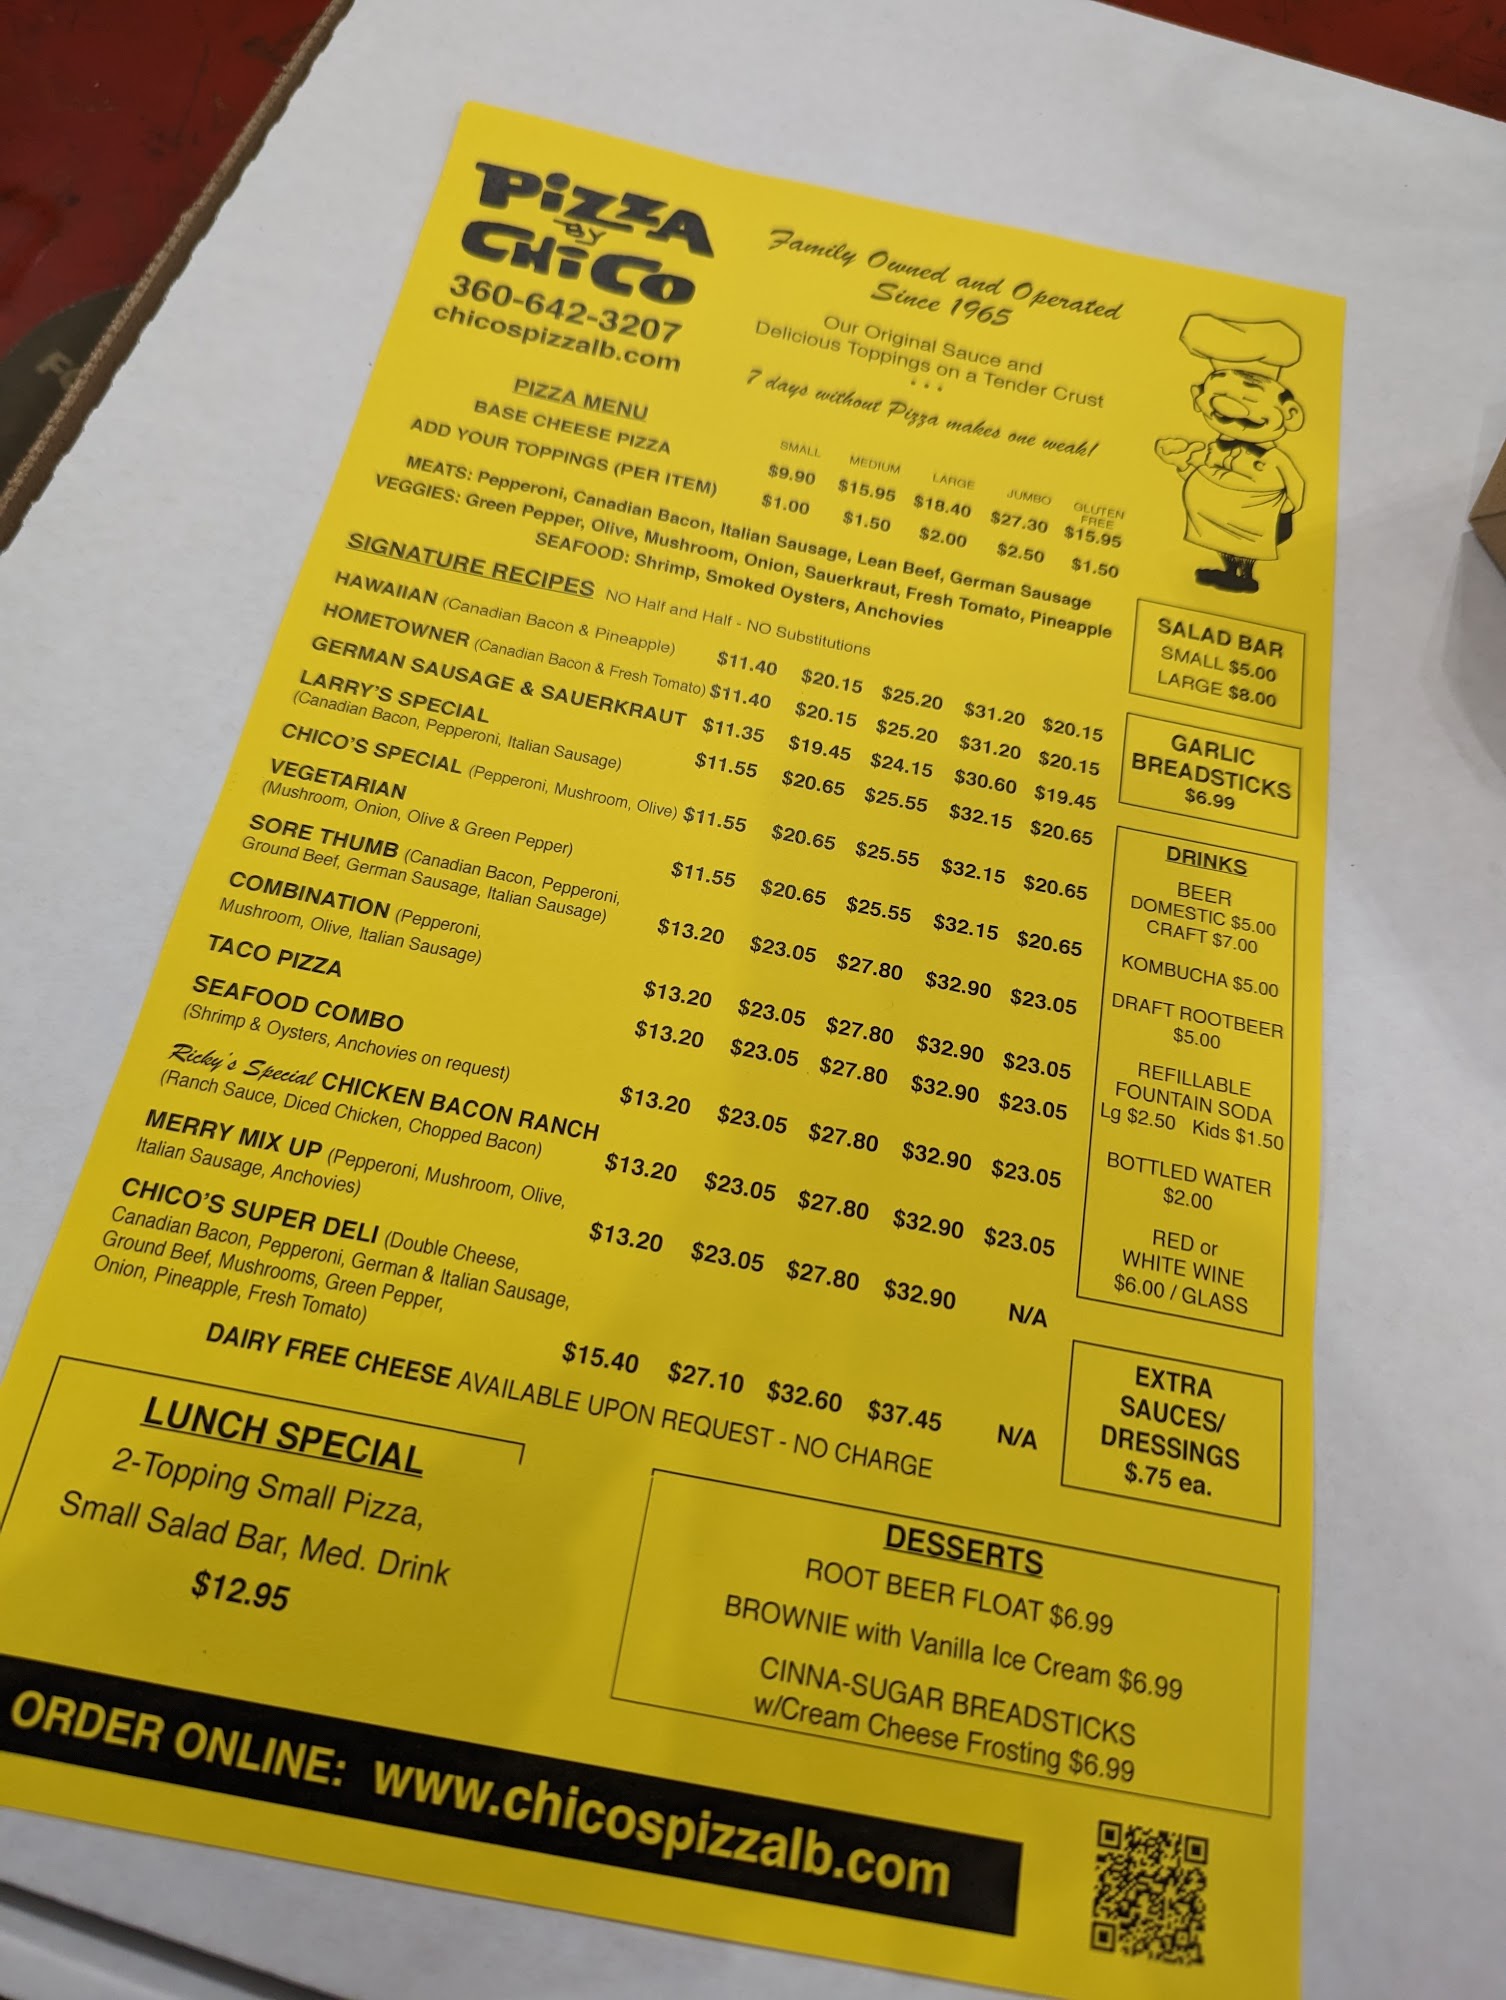 PIZZA
BY
CHICO
360-642-3207
chicospizzalb.com
Family Owned and Operated
Since 1965
Our Original Sauce and
Delicious Toppings on a Tender Crust
• • •
7 days without Pizza makes one weak!
PIZZA MENU
SMALL MEDIUM LARGE JUMBO GLUTEN FREE
BASE CHEESE PIZZA $9.90 $15.95 $18.40 $27.30 $15.95
ADD YOUR TOPPINGS (PER ITEM) $1.00 $1.50 $2.00 $2.50 $1.50
MEATS: Pepperoni, Canadian Bacon, Italian Sausage, Lean Beef, German Sausage
VEGGIES: Green Pepper, Olive, Mushroom, Onion, Sauerkraut, Fresh Tomato, Pineapple
SEAFOOD: Shrimp, Smoked Oysters, Anchovies
SIGNATURE RECIPES NO Half and Half - NO Substitutions
HAWAIIAN (Canadian Bacon & Pineapple) $11.40 $20.15 $25.20 $31.20 $20.15
HOMETOWNER (Canadian Bacon & Fresh Tomato) $11.40 $20.15 $25.20 $31.20 $20.15
GERMAN SAUSAGE & SAUERKRAUT $11.35 $19.45 $24.15 $30.60 $19.45
LARRY'S SPECIAL $11.55 $20.65 $25.55 $32.15 $20.65
(Canadian Bacon, Pepperoni, Italian Sausage)
CHICO'S SPECIAL (Pepperoni, Mushroom, Olive) $11.55 $20.65 $25.55 $32.15 $20.65
VEGETARIAN
(Mushroom, Onion, Olive & Green Pepper) $11.55 $20.65 $25.55 $32.15 $20.65
SORE THUMB (Canadian Bacon, Pepperoni,
Ground Beef, German Sausage, Italian Sausage) $13.20 $23.05 $27.80 $32.90 $23.05
COMBINATION (Pepperoni,
Mushroom, Olive, Italian Sausage) $13.20 $23.05 $27.80 $32.90 $23.05
TACO PIZZA $13.20 $23.05 $27.80 $32.90 $23.05
SEAFOOD COMBO
(Shrimp & Oysters, Anchovies on request) $13.20 $23.05 $27.80 $32.90 $23.05
Ricky's Special CHICKEN BACON RANCH
(Ranch Sauce, Diced Chicken, Chopped Bacon) $13.20 $23.05 $27.80 $32.90 $23.05
MERRY MIX UP (Pepperoni, Mushroom, Olive,
Italian Sausage, Anchovies) $13.20 $23.05 $27.80 $32.90 N/A
CHICO'S SUPER DELI (Double Cheese,
Canadian Bacon, Pepperoni, German & Italian Sausage,
Ground Beef, Mushrooms, Green Pepper,
Onion, Pineapple, Fresh Tomato) $15.40 $27.10 $32.60 $37.45 N/A
DAIRY FREE CHEESE AVAILABLE UPON REQUEST - NO CHARGE
SALAD BAR
SMALL $5.00
LARGE $8.00
GARLIC
BREADSTICKS
$6.99
DRINKS
BEER
DOMESTIC $5.00
CRAFT $7.00
KOMBUCHA $5.00
DRAFT ROOTBEER
$5.00
REFILLABLE
FOUNTAIN SODA
Lg $2.50 Kids $1.50
BOTTLED WATER
$2.00
RED or
WHITE WINE
$6.00 / GLASS
EXTRA
SAUCES/
DRESSINGS
$.75 ea.
LUNCH SPECIAL
2-Topping Small Pizza,
Small Salad Bar, Med. Drink
$12.95
DESSERTS
ROOT BEER FLOAT $6.99
BROWNIE with Vanilla Ice Cream $6.99
CINNA-SUGAR BREADSTICKS
w/Cream Cheese Frosting $6.99
ORDER ONLINE: www.chicospizzalb.com